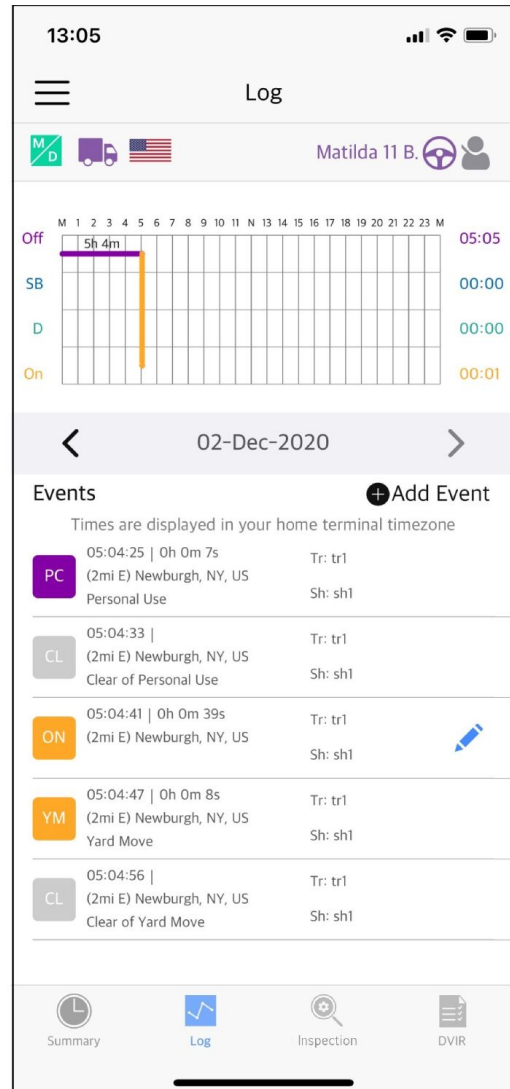 13:05
Log
M/D
Matilda 11 B.
M 1 2 3 4 5 6 7 8 9 10 11 N 13 14 15 16 17 18 19 20 21 22 23 M
Off 5h 4m 05:05
SB 00:00
D 00:00
On 00:01
02-Dec-2020
Events Add Event
Times are displayed in your home terminal timezone
PC
05:04:25 | 0h 0m 7s
(2mi E) Newburgh, NY, US
Personal Use
Tr: tr1
Sh: sh1
CL
05:04:33 |
(2mi E) Newburgh, NY, US
Clear of Personal Use
Tr: tr1
Sh: sh1
ON
05:04:41 | 0h 0m 39s
(2mi E) Newburgh, NY, US
Tr: tr1
Sh: sh1
YM
05:04:47 | 0h 0m 8s
(2mi E) Newburgh, NY, US
Yard Move
Tr: tr1
Sh: sh1
CL
05:04:56 |
(2mi E) Newburgh, NY, US
Clear of Yard Move
Tr: tr1
Sh: sh1
Summary Log Inspection DVIR